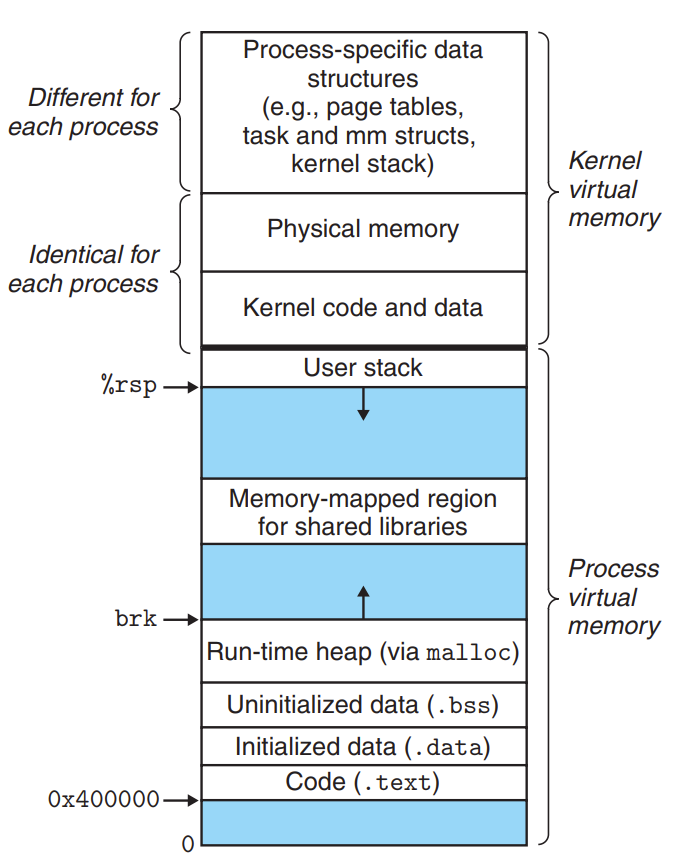 Process-specific data
structures
(e.g., page tables,
task and mm structs,
kernel stack)
Different for
each process
Kernel
virtual
memory
Physical memory
Identical for
each process
Kernel code and data
User stack
%rsp
Memory-mapped region
for shared libraries
Process
virtual
memory
brk
Run-time heap (via malloc)
Uninitialized data (.bss)
Initialized data (.data)
Code (.text)
0x400000
0